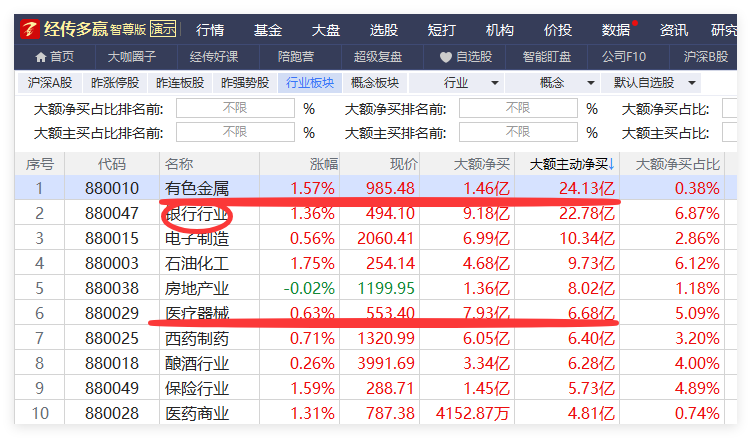 经传多赢 智尊版 演示 行情 基金 大盘 选股 短打 机构 价投 数据 资讯 研究
首页 大咖圈子 经传好课 陪跑营 超级复盘 自选股 智能盯盘 公司F10 沪深B股
沪深A股 昨涨停股 昨连板股 昨强势股 行业板块 概念板块 行业 概念 默认自选股
大额净买占比排名前: 不限 % 大额净买排名前: 不限 % 大额净买占比:
大额主买占比排名前: 不限 % 大额主买排名前: 不限 % 大额主买占比:
序号 代码 名称 涨幅 现价 大额净买 大额主动净买↓ 大额净买占比
1 880010 有色金属 1.57% 985.48 1.46亿 24.13亿 0.38%
2 880047 银行行业 1.36% 494.10 9.18亿 22.78亿 6.87%
3 880015 电子制造 0.56% 2060.41 6.99亿 10.34亿 2.86%
4 880003 石油化工 1.75% 254.14 4.68亿 9.73亿 6.12%
5 880038 房地产业 -0.02% 1199.95 1.36亿 8.02亿 1.18%
6 880029 医疗器械 0.63% 553.40 7.93亿 6.68亿 5.09%
7 880025 西药制药 0.71% 1320.99 6.05亿 6.40亿 3.20%
8 880018 酿酒行业 0.26% 3991.69 3.34亿 6.28亿 4.00%
9 880049 保险行业 1.59% 288.71 1.45亿 5.73亿 4.89%
10 880028 医药商业 1.31% 787.38 4152.87万 4.81亿 0.74%